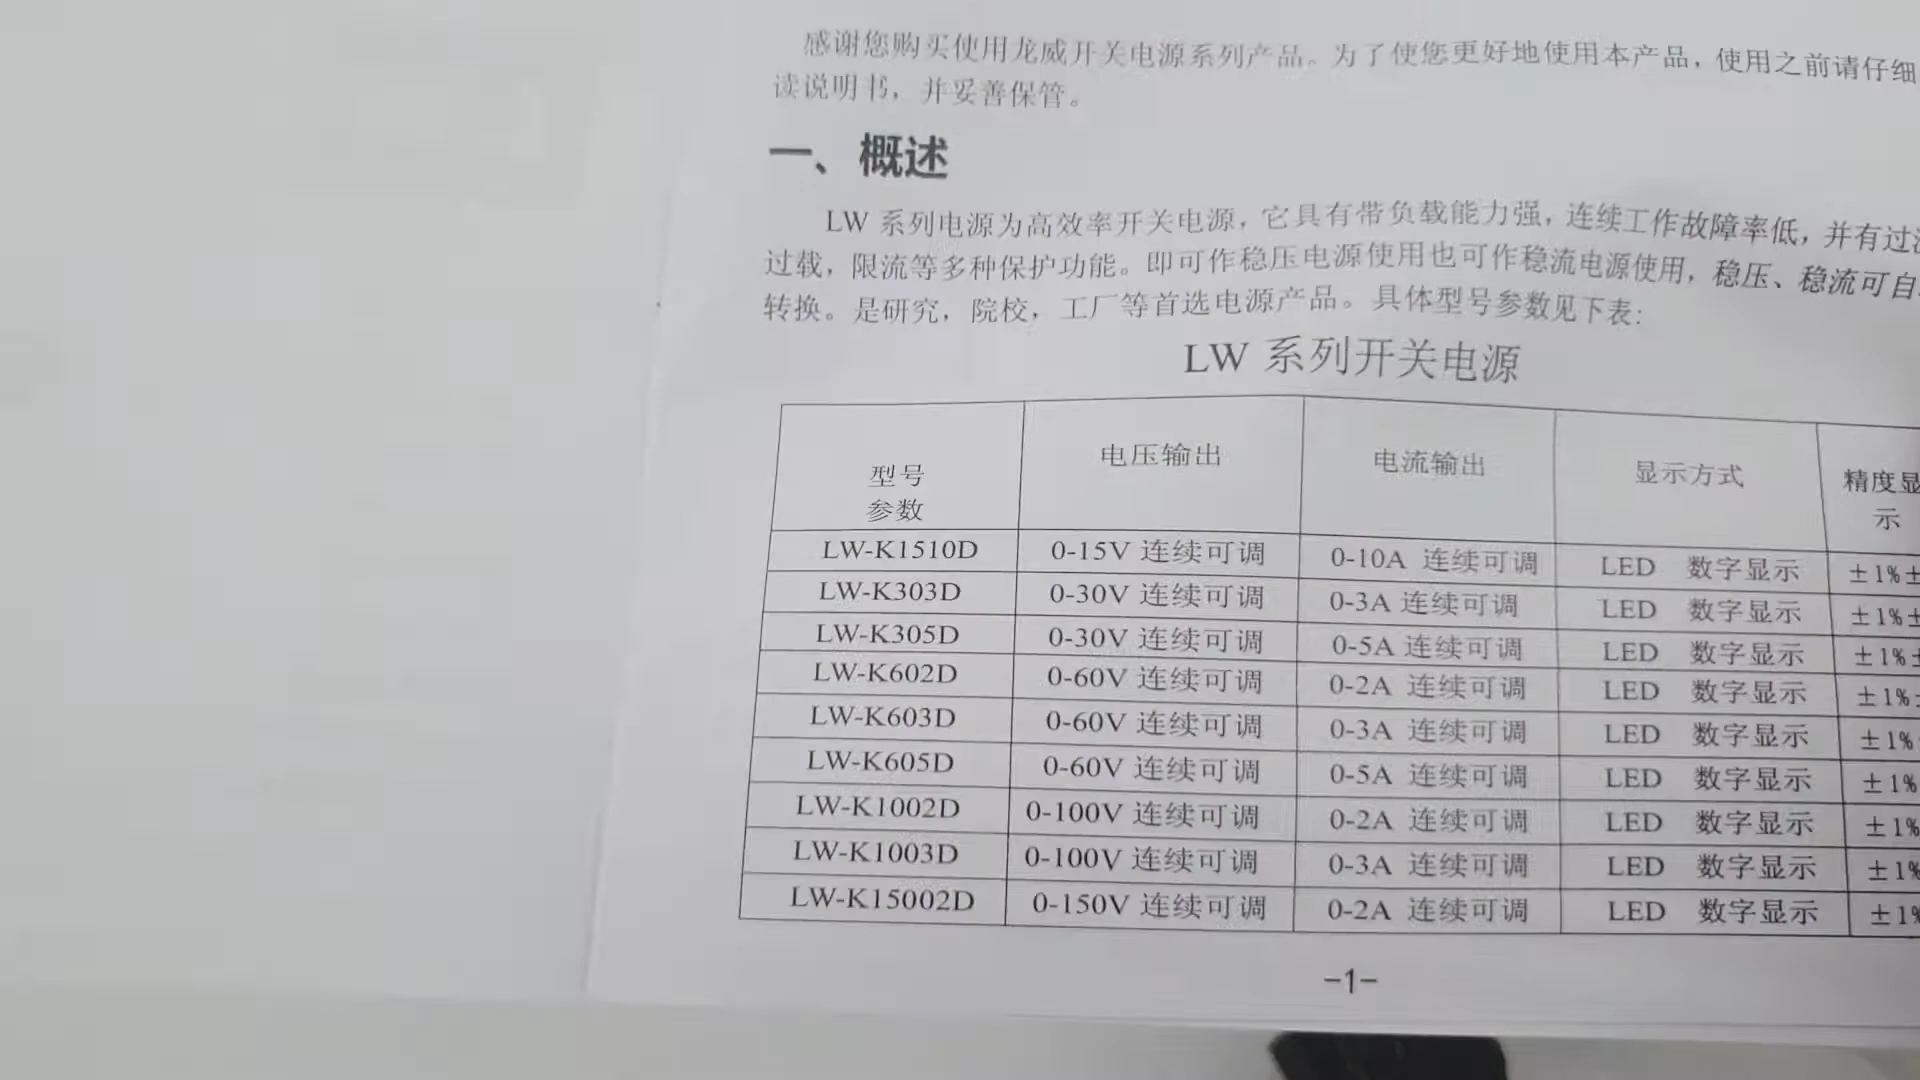 感谢您购买使用龙威开关电源系列产品。为了使您更好地使用本产品，使用之前请仔细
读说明书，并妥善保管。
一、概述
LW 系列电源为高效率开关电源，它具有带负载能力强，连续工作故障率低，并有过
过载，限流等多种保护功能。即可作稳压电源使用也可作稳流电源使用，稳压、稳流可自
转换。是研究，院校，工厂等首选电源产品。具体型号参数见下表：
LW 系列开关电源
型号 参数 电压输出 电流输出 显示方式 精度显示
LW-K1510D 0-15V 连续可调 0-10A 连续可调 LED 数字显示 ±1%±
LW-K303D 0-30V 连续可调 0-3A 连续可调 LED 数字显示 ±1%±
LW-K305D 0-30V 连续可调 0-5A 连续可调 LED 数字显示 ±1%±
LW-K602D 0-60V 连续可调 0-2A 连续可调 LED 数字显示 ±1%±
LW-K603D 0-60V 连续可调 0-3A 连续可调 LED 数字显示 ±1%
LW-K605D 0-60V 连续可调 0-5A 连续可调 LED 数字显示 ±1%
LW-K1002D 0-100V 连续可调 0-2A 连续可调 LED 数字显示 ±1%
LW-K1003D 0-100V 连续可调 0-3A 连续可调 LED 数字显示 ±1%
LW-K15002D 0-150V 连续可调 0-2A 连续可调 LED 数字显示 ±1%
-1-